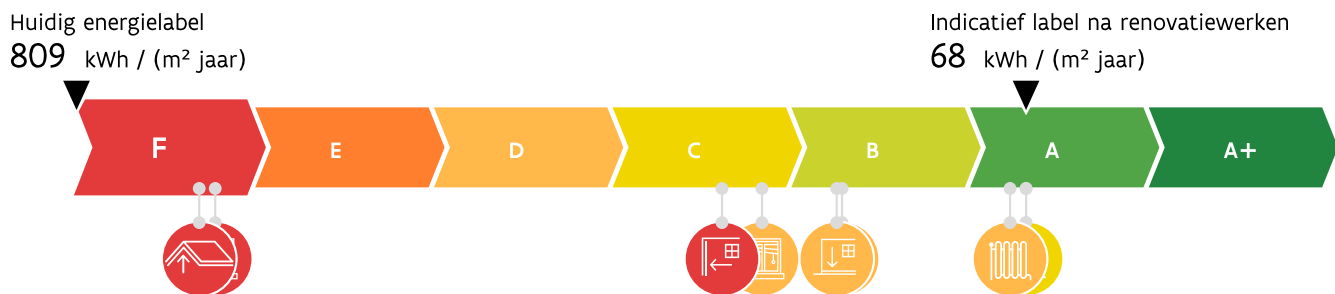 Huidig energielabel
809 kWh / (m² jaar)
Indicatief label na renovatiewerken
68 kWh / (m² jaar)
F
E
D
C
B
A
A+